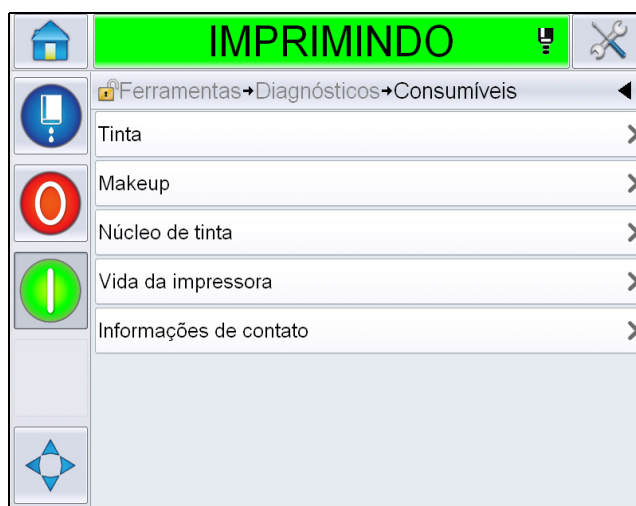 IMPRIMINDO
Ferramentas→Diagnósticos→Consumíveis
Tinta
Makeup
Núcleo de tinta
Vida da impressora
Informações de contato